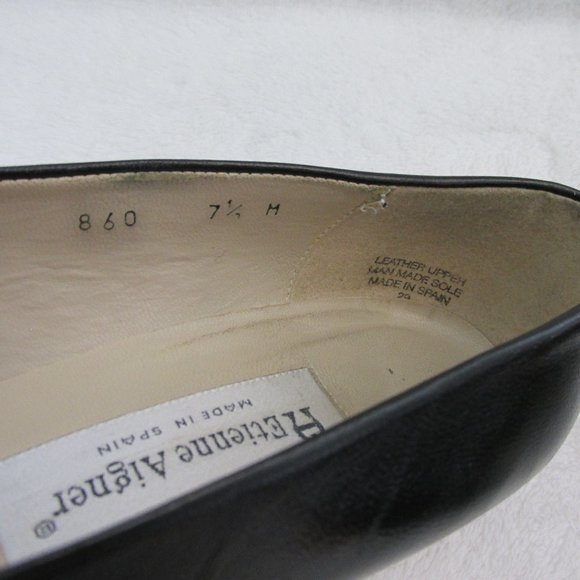 860 7½ M
LEATHER UPPER
MAN MADE SOLE
MADE IN SPAIN
Etienne Aigner®
MADE IN SPAIN